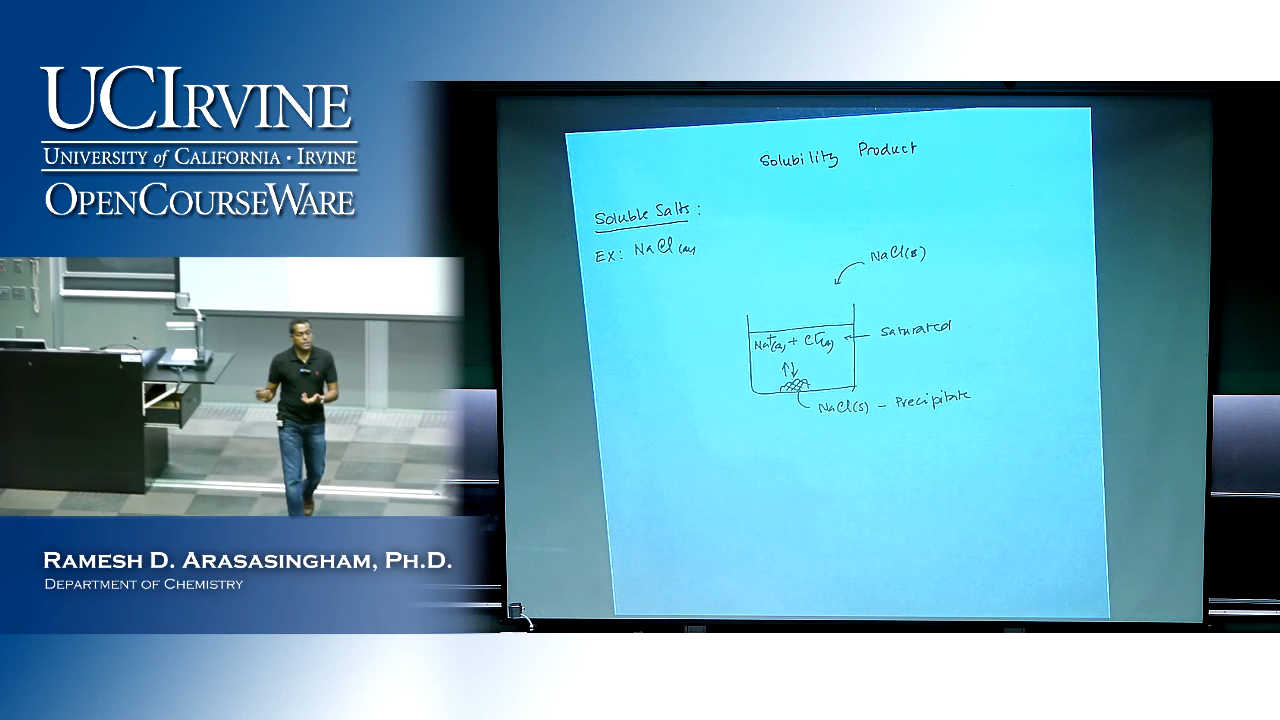 UCIRVINE
UNIVERSITY of CALIFORNIA · IRVINE
OPENCOURSEWARE
RAMESH D. ARASASINGHAM, PH.D.
DEPARTMENT OF CHEMISTRY
Solubility Product
Soluble Salts :
Ex: NaCl(aq)
NaCl(s)
Na⁺(aq) + Cl⁻(aq)
Saturated
NaCl(s) – Precipitate